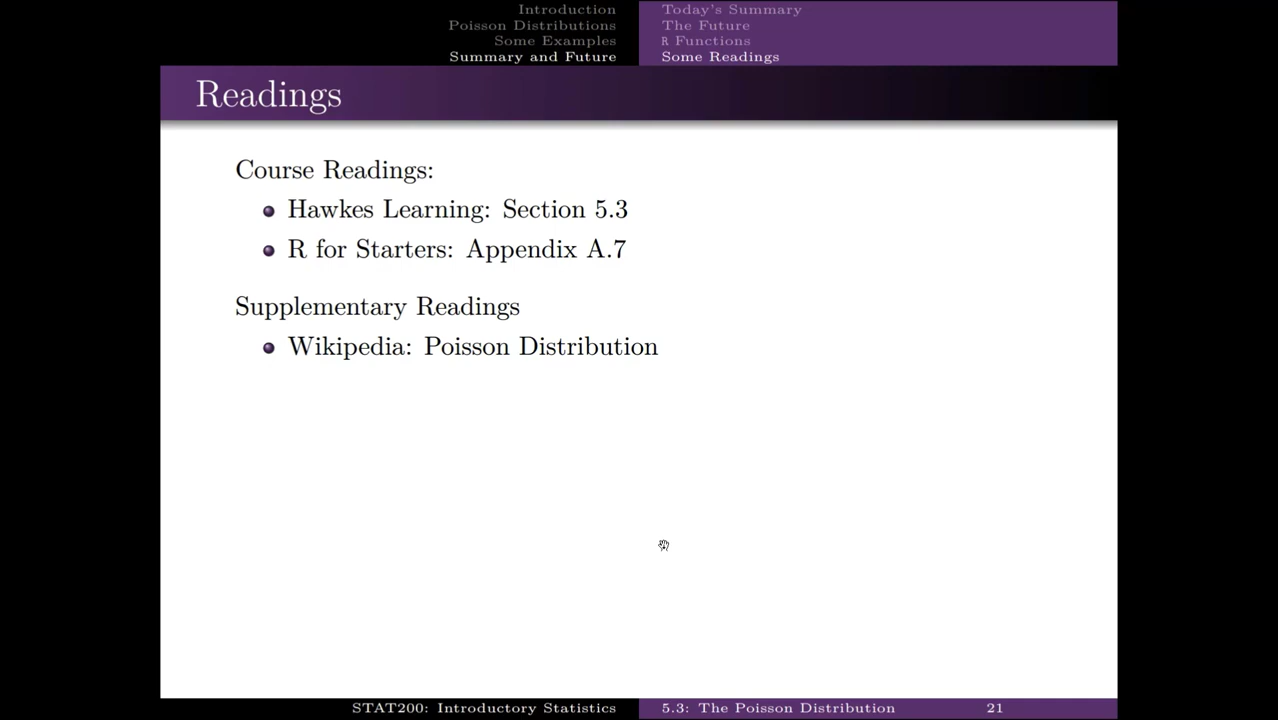 Introduction
Poisson Distributions
Some Examples
Summary and Future
Today's Summary
The Future
R Functions
Some Readings
Readings
Course Readings:
Hawkes Learning: Section 5.3
R for Starters: Appendix A.7
Supplementary Readings
Wikipedia: Poisson Distribution
STAT200: Introductory Statistics
5.3: The Poisson Distribution
21